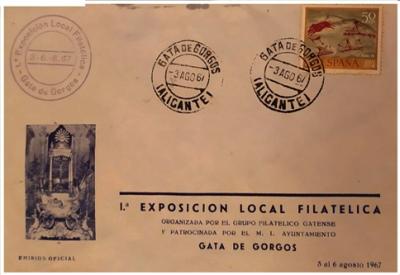 1.ª Exposicion Local Filatelica
3-6.-8.67
Gata de Gorgos
GATA DE GORGOS
-3 AGO 67
(ALICANTE)
GATA DE GORGOS
-3 AGO 67
(ALICANTE)
50
ESPAÑA
I.ª EXPOSICION LOCAL FILATELICA
ORGANIZADA POR EL GRUPO FILATELICO GATENSE
Y PATROCINADA POR EL M. I. AYUNTAMIENTO
GATA DE GORGOS
EMISION OFICIAL
3 al 6 agosto 1967